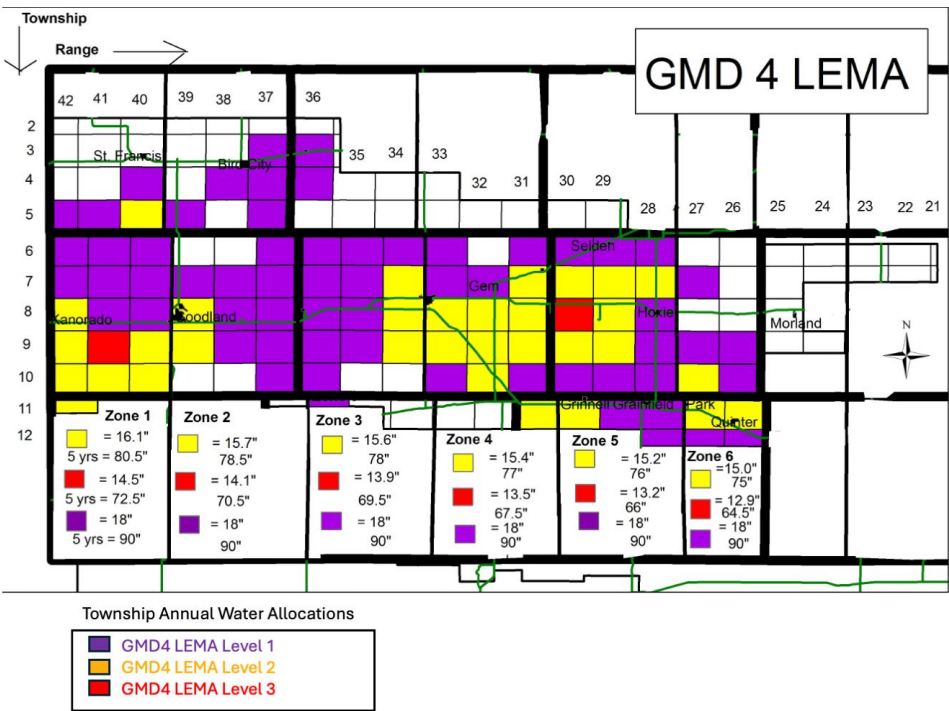 Township
Range
GMD 4 LEMA
42 41 40 39 38 37 36
2
3 St. Francis Bird City 35 34 33
4 32 31 30 29
5 28 27 26 25 24 23 22 21
6 Selden
7 Gem
8 Kanorado Goodland Hoxie Morland
9 N
10
11 Grinnell Grainfield Park
12 Quinter
Zone 1
= 16.1"
5 yrs = 80.5"
= 14.5"
5 yrs = 72.5"
= 18"
5 yrs = 90"
Zone 2
= 15.7"
78.5"
= 14.1"
70.5"
= 18"
90"
Zone 3
= 15.6"
78"
= 13.9"
69.5"
= 18"
90"
Zone 4
= 15.4"
77"
= 13.5"
67.5"
= 18"
90"
Zone 5
= 15.2"
76"
= 13.2"
66"
= 18"
90"
Zone 6
=15.0"
75"
= 12.9"
64.5"
= 18"
90"
Township Annual Water Allocations
GMD4 LEMA Level 1
GMD4 LEMA Level 2
GMD4 LEMA Level 3